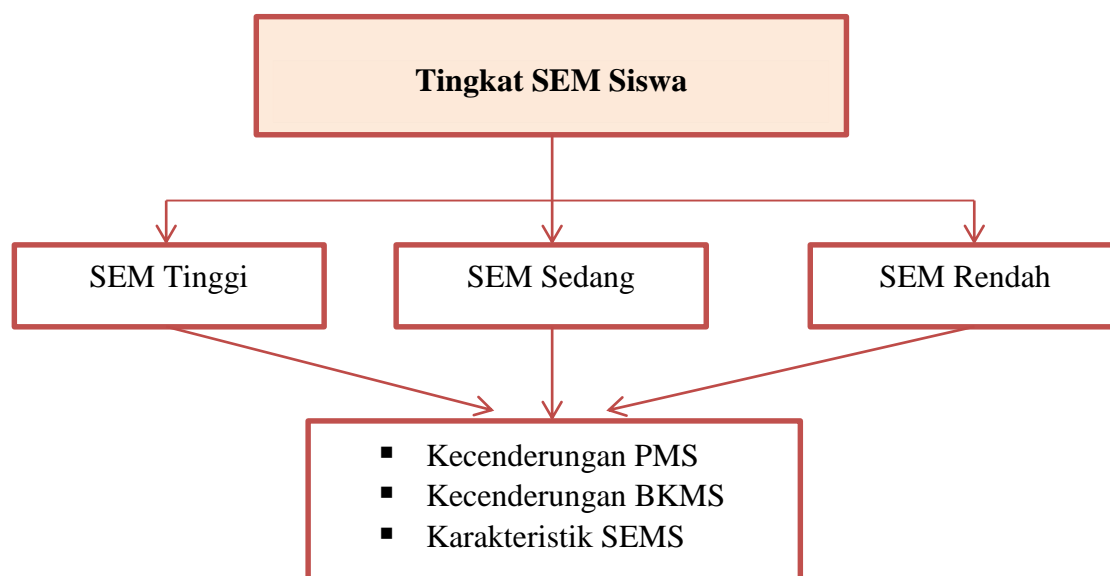 Tingkat SEM Siswa
SEM Tinggi
SEM Sedang
SEM Rendah
▪ Kecenderungan PMS
▪ Kecenderungan BKMS
▪ Karakteristik SEMS